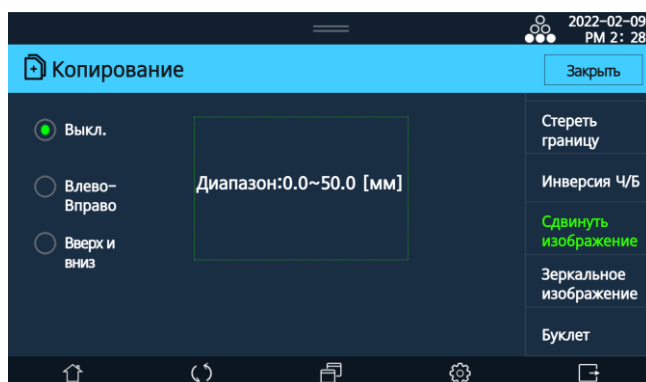 2022-02-09
PM 2: 28
Копирование
Закрыть
Выкл.
Влево-
Вправо
Вверх и
вниз
Диапазон:0.0~50.0 [мм]
Стереть
границу
Инверсия Ч/Б
Сдвинуть
изображение
Зеркальное
изображение
Буклет